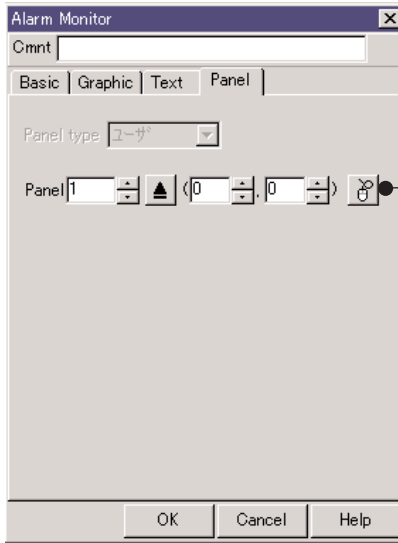 Alarm Monitor
Cmnt
Basic Graphic Text Panel
Panel type ユーザ
Panel 1 (0 , 0 )
OK Cancel Help